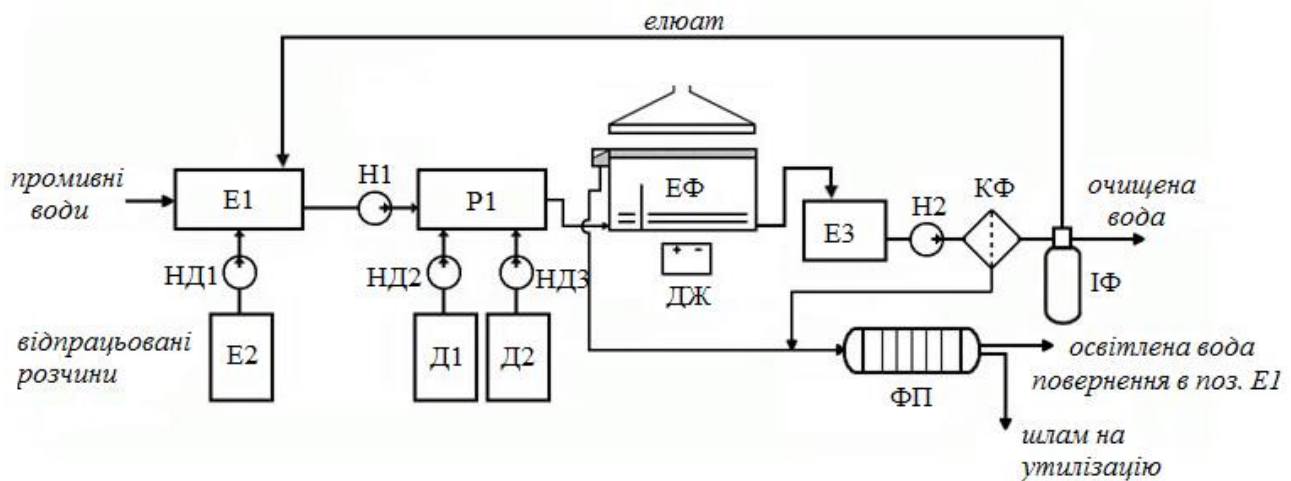 елюат
промивні
води
Е1
Н1
Р1
ЕФ
Е3
Н2
КФ
очищена
вода
НД1
НД2
НД3
ДЖ
ІФ
відпрацьовані
розчини
Е2
Д1
Д2
ФП
освітлена вода
повернення в поз. Е1
шлам на
утилізацію